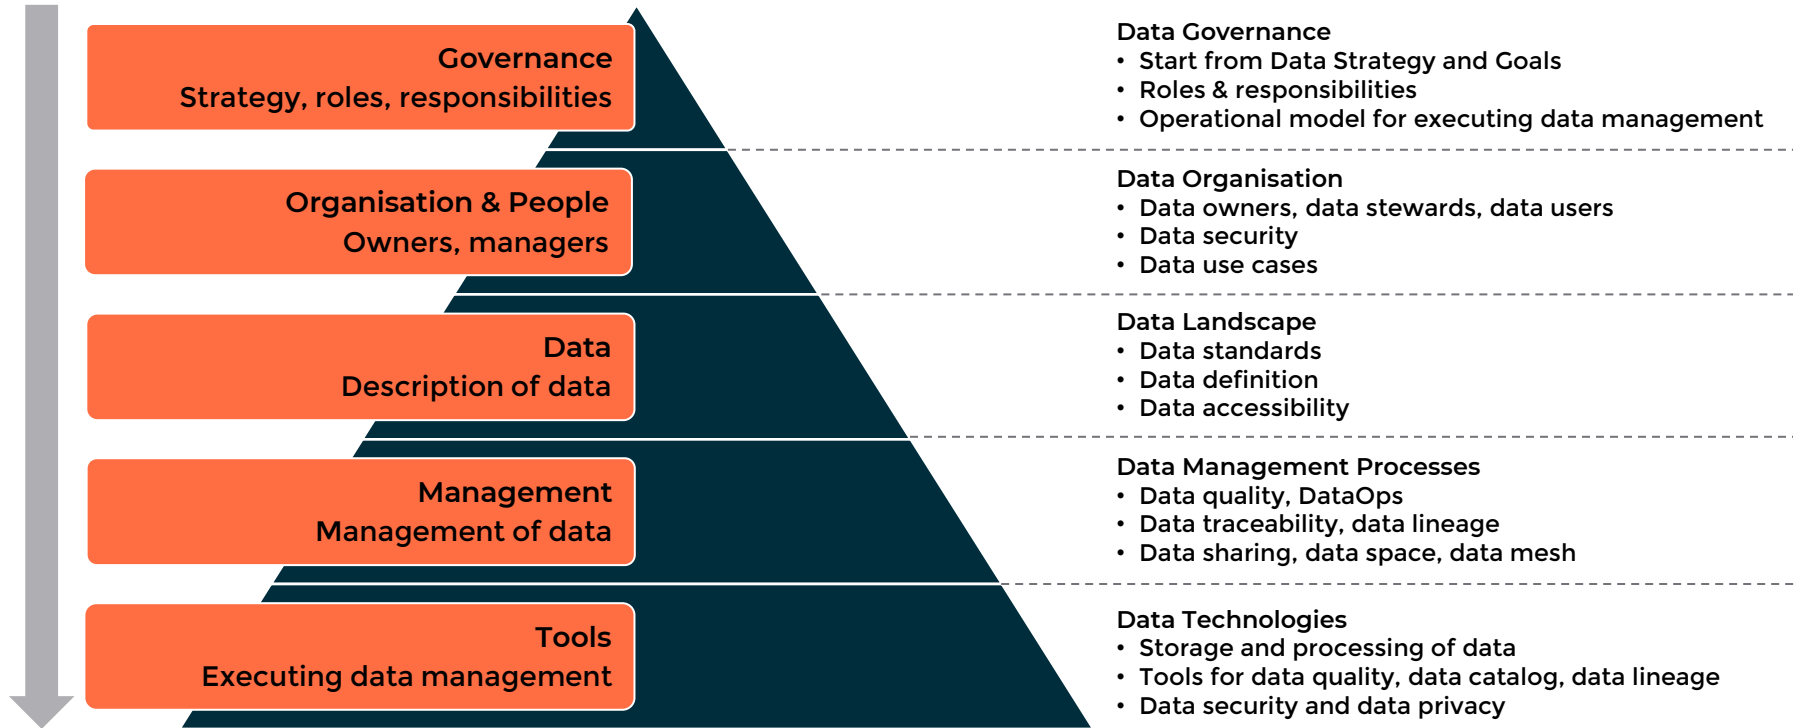 Governance
Strategy, roles, responsibilities
Data Governance
• Start from Data Strategy and Goals
• Roles & responsibilities
• Operational model for executing data management
Organisation & People
Owners, managers
Data Organisation
• Data owners, data stewards, data users
• Data security
• Data use cases
Data
Description of data
Data Landscape
• Data standards
• Data definition
• Data accessibility
Management
Management of data
Data Management Processes
• Data quality, DataOps
• Data traceability, data lineage
• Data sharing, data space, data mesh
Tools
Executing data management
Data Technologies
• Storage and processing of data
• Tools for data quality, data catalog, data lineage
• Data security and data privacy